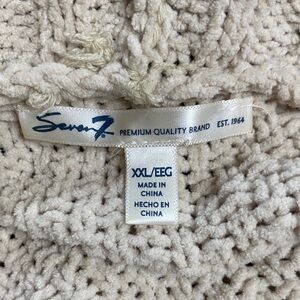 Seven7. PREMIUM QUALITY BRAND EST. 1964
XXL/EEG
MADE IN
CHINA
HECHO EN
CHINA